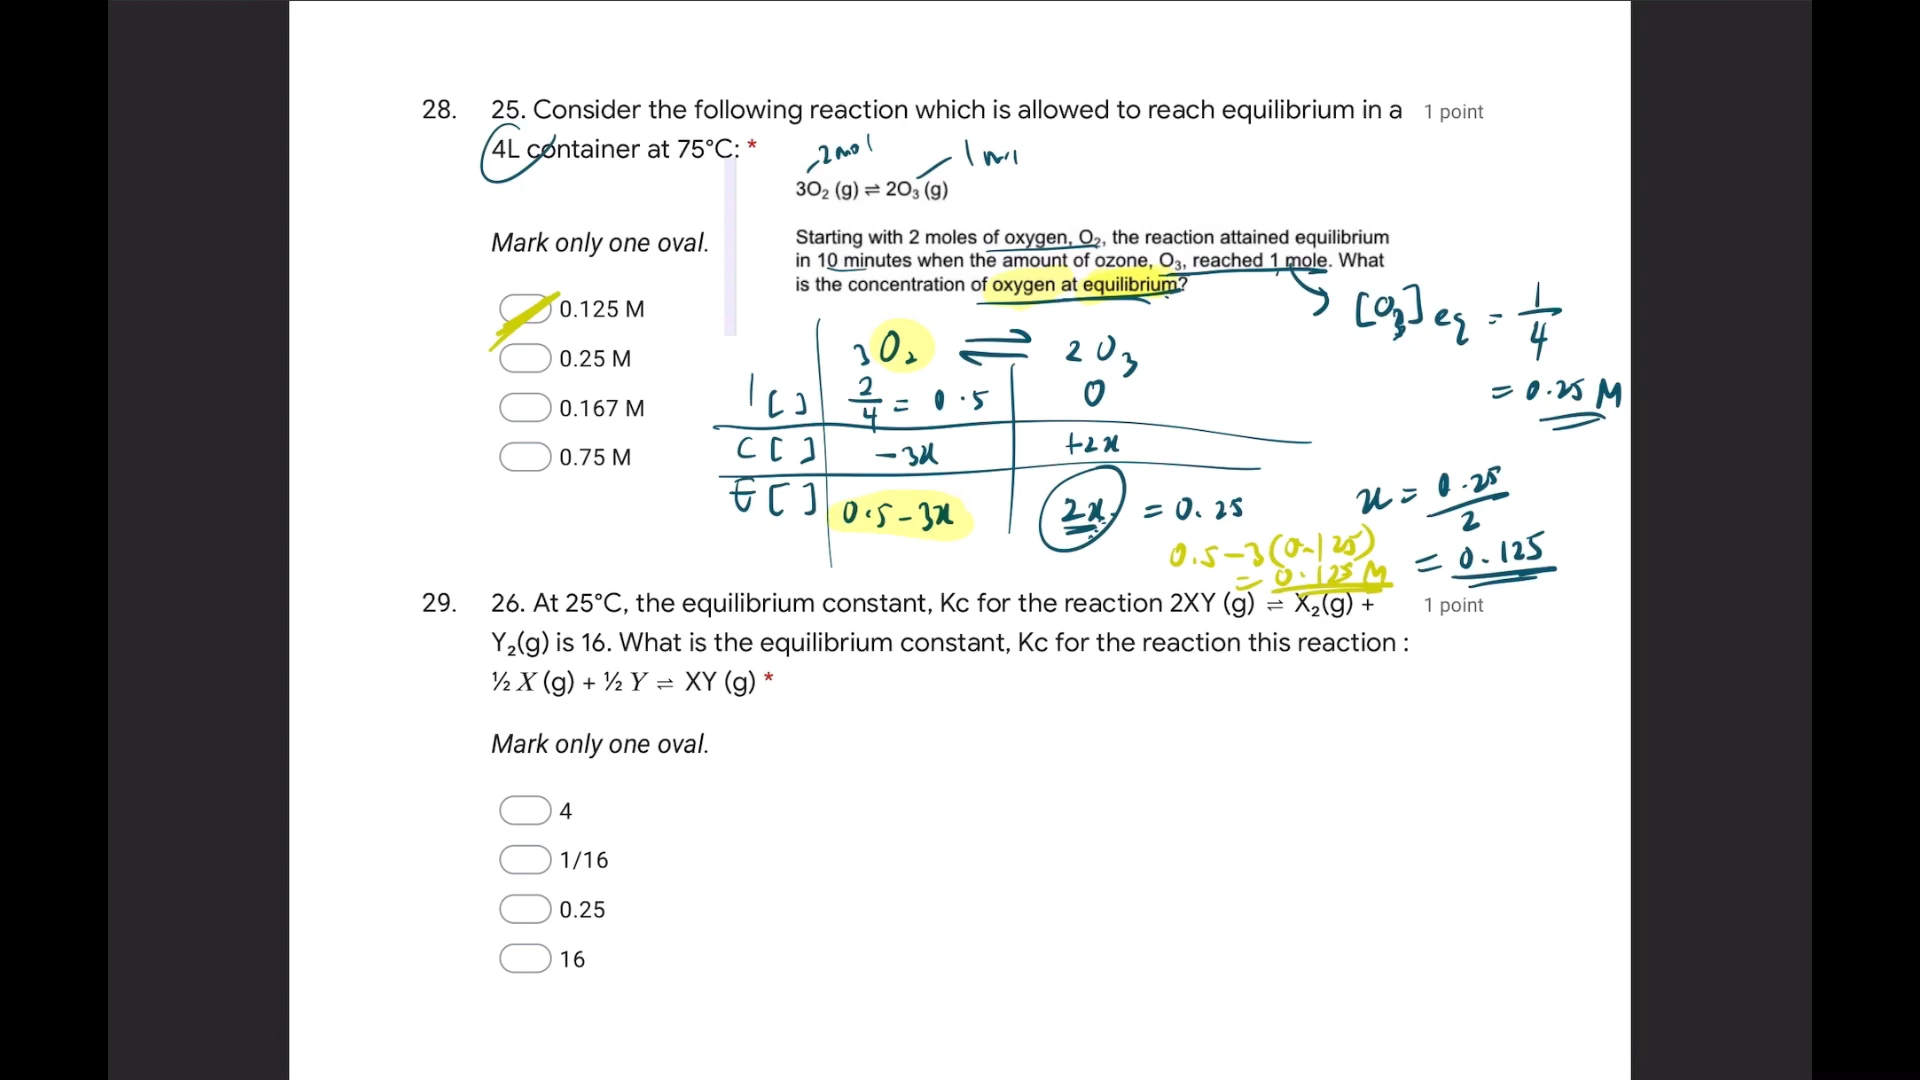 28. 25. Consider the following reaction which is allowed to reach equilibrium in a 1 point
4L container at 75°C: *
2mol
1 mol
3O₂ (g) ⇌ 2O₃ (g)
Mark only one oval.
Starting with 2 moles of oxygen, O₂, the reaction attained equilibrium
in 10 minutes when the amount of ozone, O₃, reached 1 mole. What
is the concentration of oxygen at equilibrium?
0.125 M
0.25 M
0.167 M
0.75 M
[O₃]eq = 1/4
= 0.25 M
3O₂ ⇌ 2O₃
I [ ] 2/4 = 0.5 0
C [ ] -3x +2x
E [ ] 0.5-3x 2x = 0.25
x = 0.25/2
= 0.125
0.5-3(0.125)
= 0.125 M
29. 26. At 25°C, the equilibrium constant, Kc for the reaction 2XY (g) ⇌ X₂(g) + 1 point
Y₂(g) is 16. What is the equilibrium constant, Kc for the reaction this reaction :
½ X (g) + ½ Y ⇌ XY (g) *
Mark only one oval.
4
1/16
0.25
16